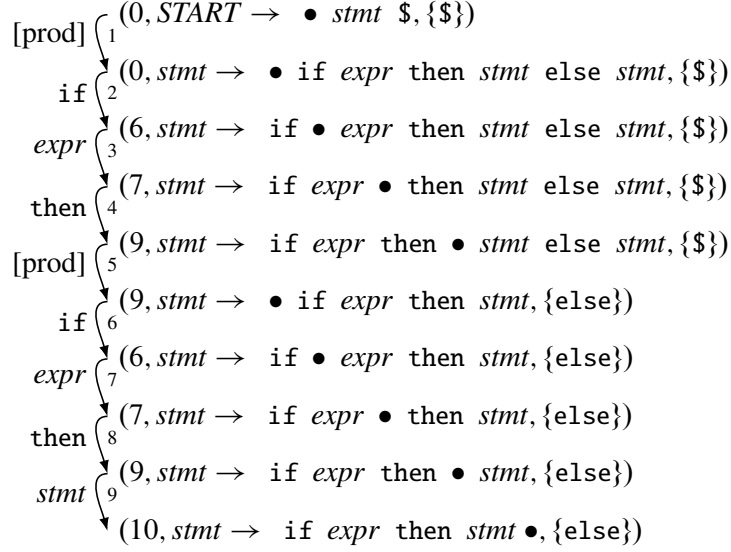 (0, START → • stmt $, {$})
[prod] 1
(0, stmt → • if expr then stmt else stmt, {$})
if 2
(6, stmt → if • expr then stmt else stmt, {$})
expr 3
(7, stmt → if expr • then stmt else stmt, {$})
then 4
(9, stmt → if expr then • stmt else stmt, {$})
[prod] 5
(9, stmt → • if expr then stmt, {else})
if 6
(6, stmt → if • expr then stmt, {else})
expr 7
(7, stmt → if expr • then stmt, {else})
then 8
(9, stmt → if expr then • stmt, {else})
stmt 9
(10, stmt → if expr then stmt •, {else})